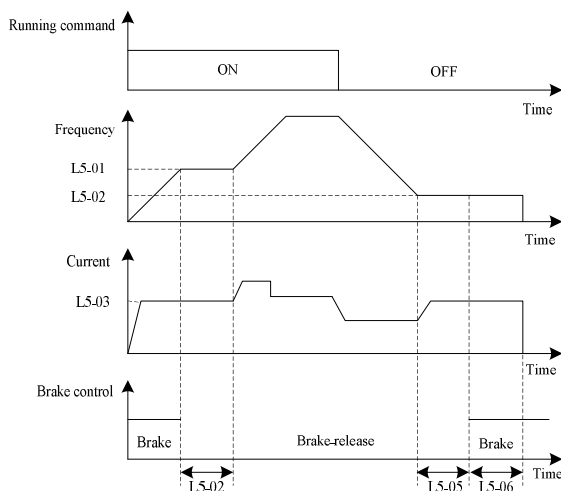 Running command
ON
OFF
Time
Frequency
L5-01
L5-02
Time
Current
L5-03
Time
Brake control
Brake
Brake-release
Brake
Time
L5-02
L5-05
L5-06